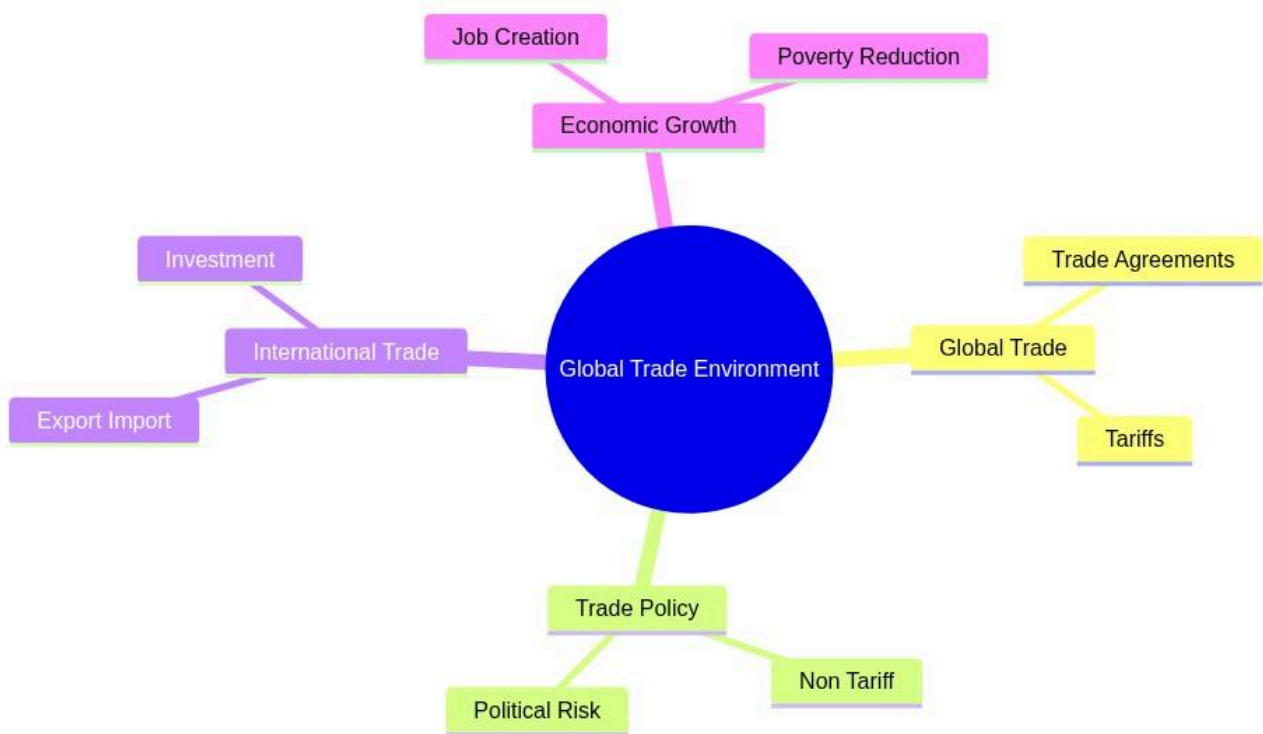 Job Creation
Poverty Reduction
Economic Growth
Investment
Trade Agreements
International Trade
Global Trade Environment
Global Trade
Export Import
Tariffs
Trade Policy
Non Tariff
Political Risk